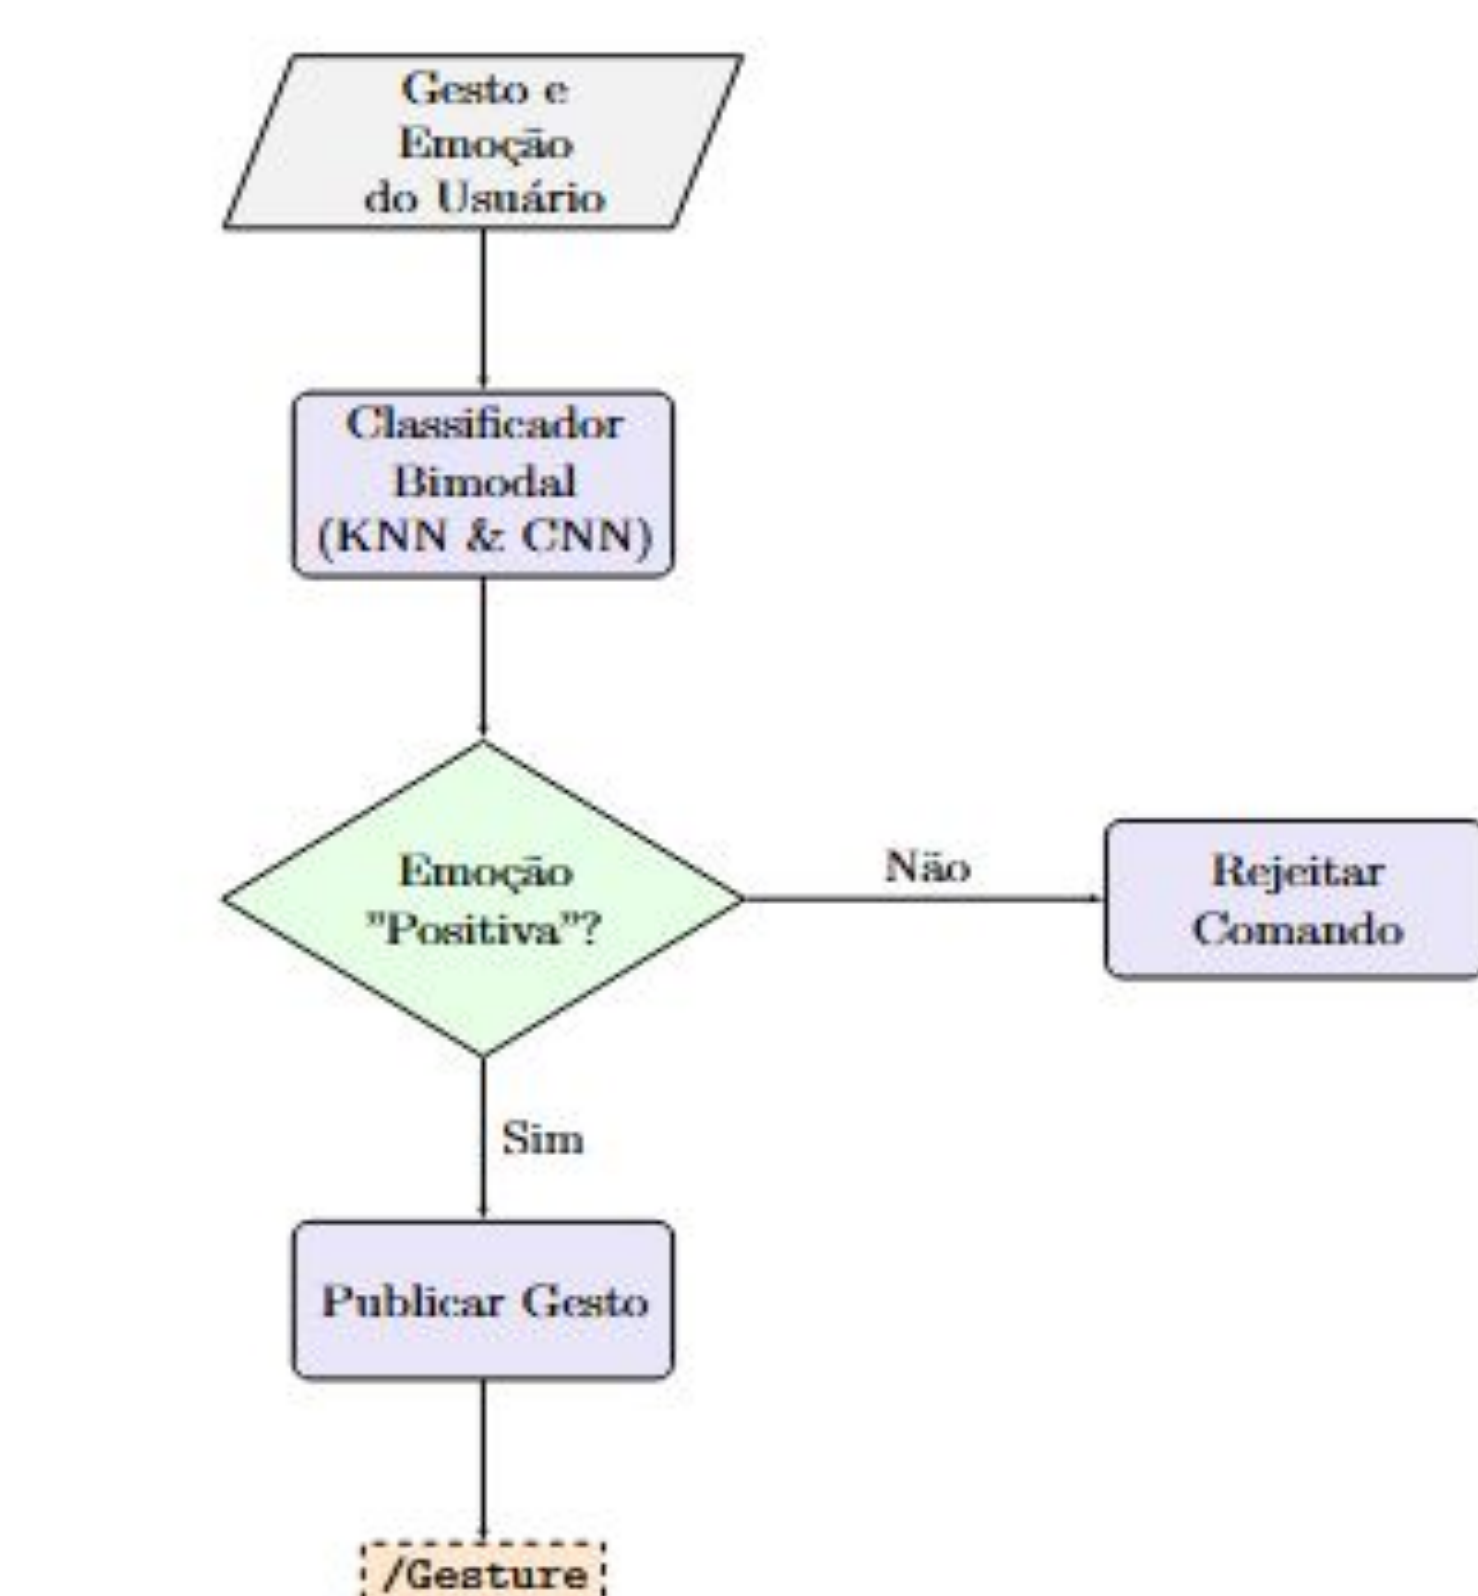 Gesto e
Emoção
do Usuário
Classificador
Bimodal
(KNN & CNN)
Emoção
"Positiva"?
Não
Rejeitar
Comando
Sim
Publicar Gesto
/Gesture